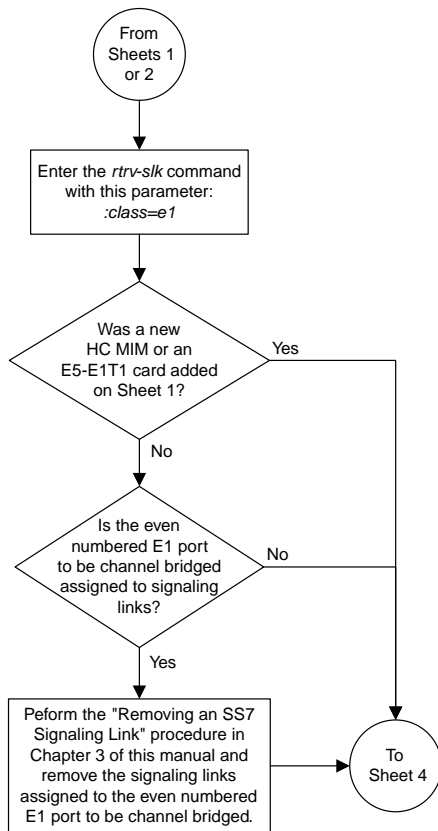 From
Sheets 1
or 2
Enter the rtrv-slk command
with this parameter:
:class=e1
Was a new
HC MIM or an
E5-E1T1 card added
on Sheet 1?
Yes
No
Is the even
numbered E1 port
to be channel bridged
assigned to signaling
links?
No
Yes
Peform the "Removing an SS7
Signaling Link" procedure in
Chapter 3 of this manual and
remove the signaling links
assigned to the even numbered
E1 port to be channel bridged.
To
Sheet 4